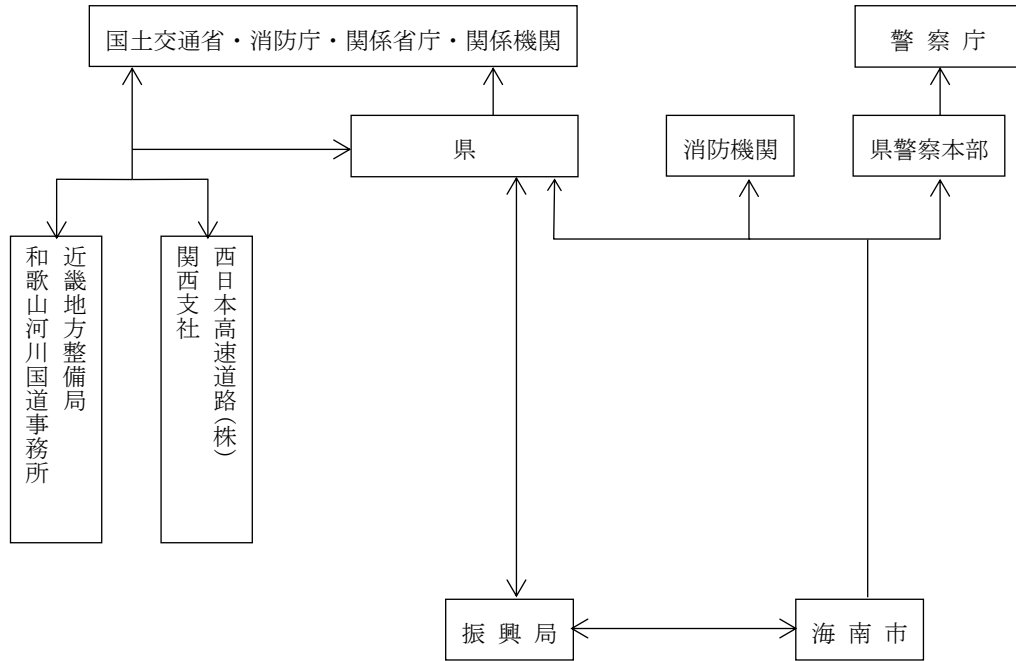 国土交通省・消防庁・関係省庁・関係機関
警察庁
県
消防機関
県警察本部
近畿地方整備局
和歌山河川国道事務所
西日本高速道路(株)
関西支社
振興局
海南市